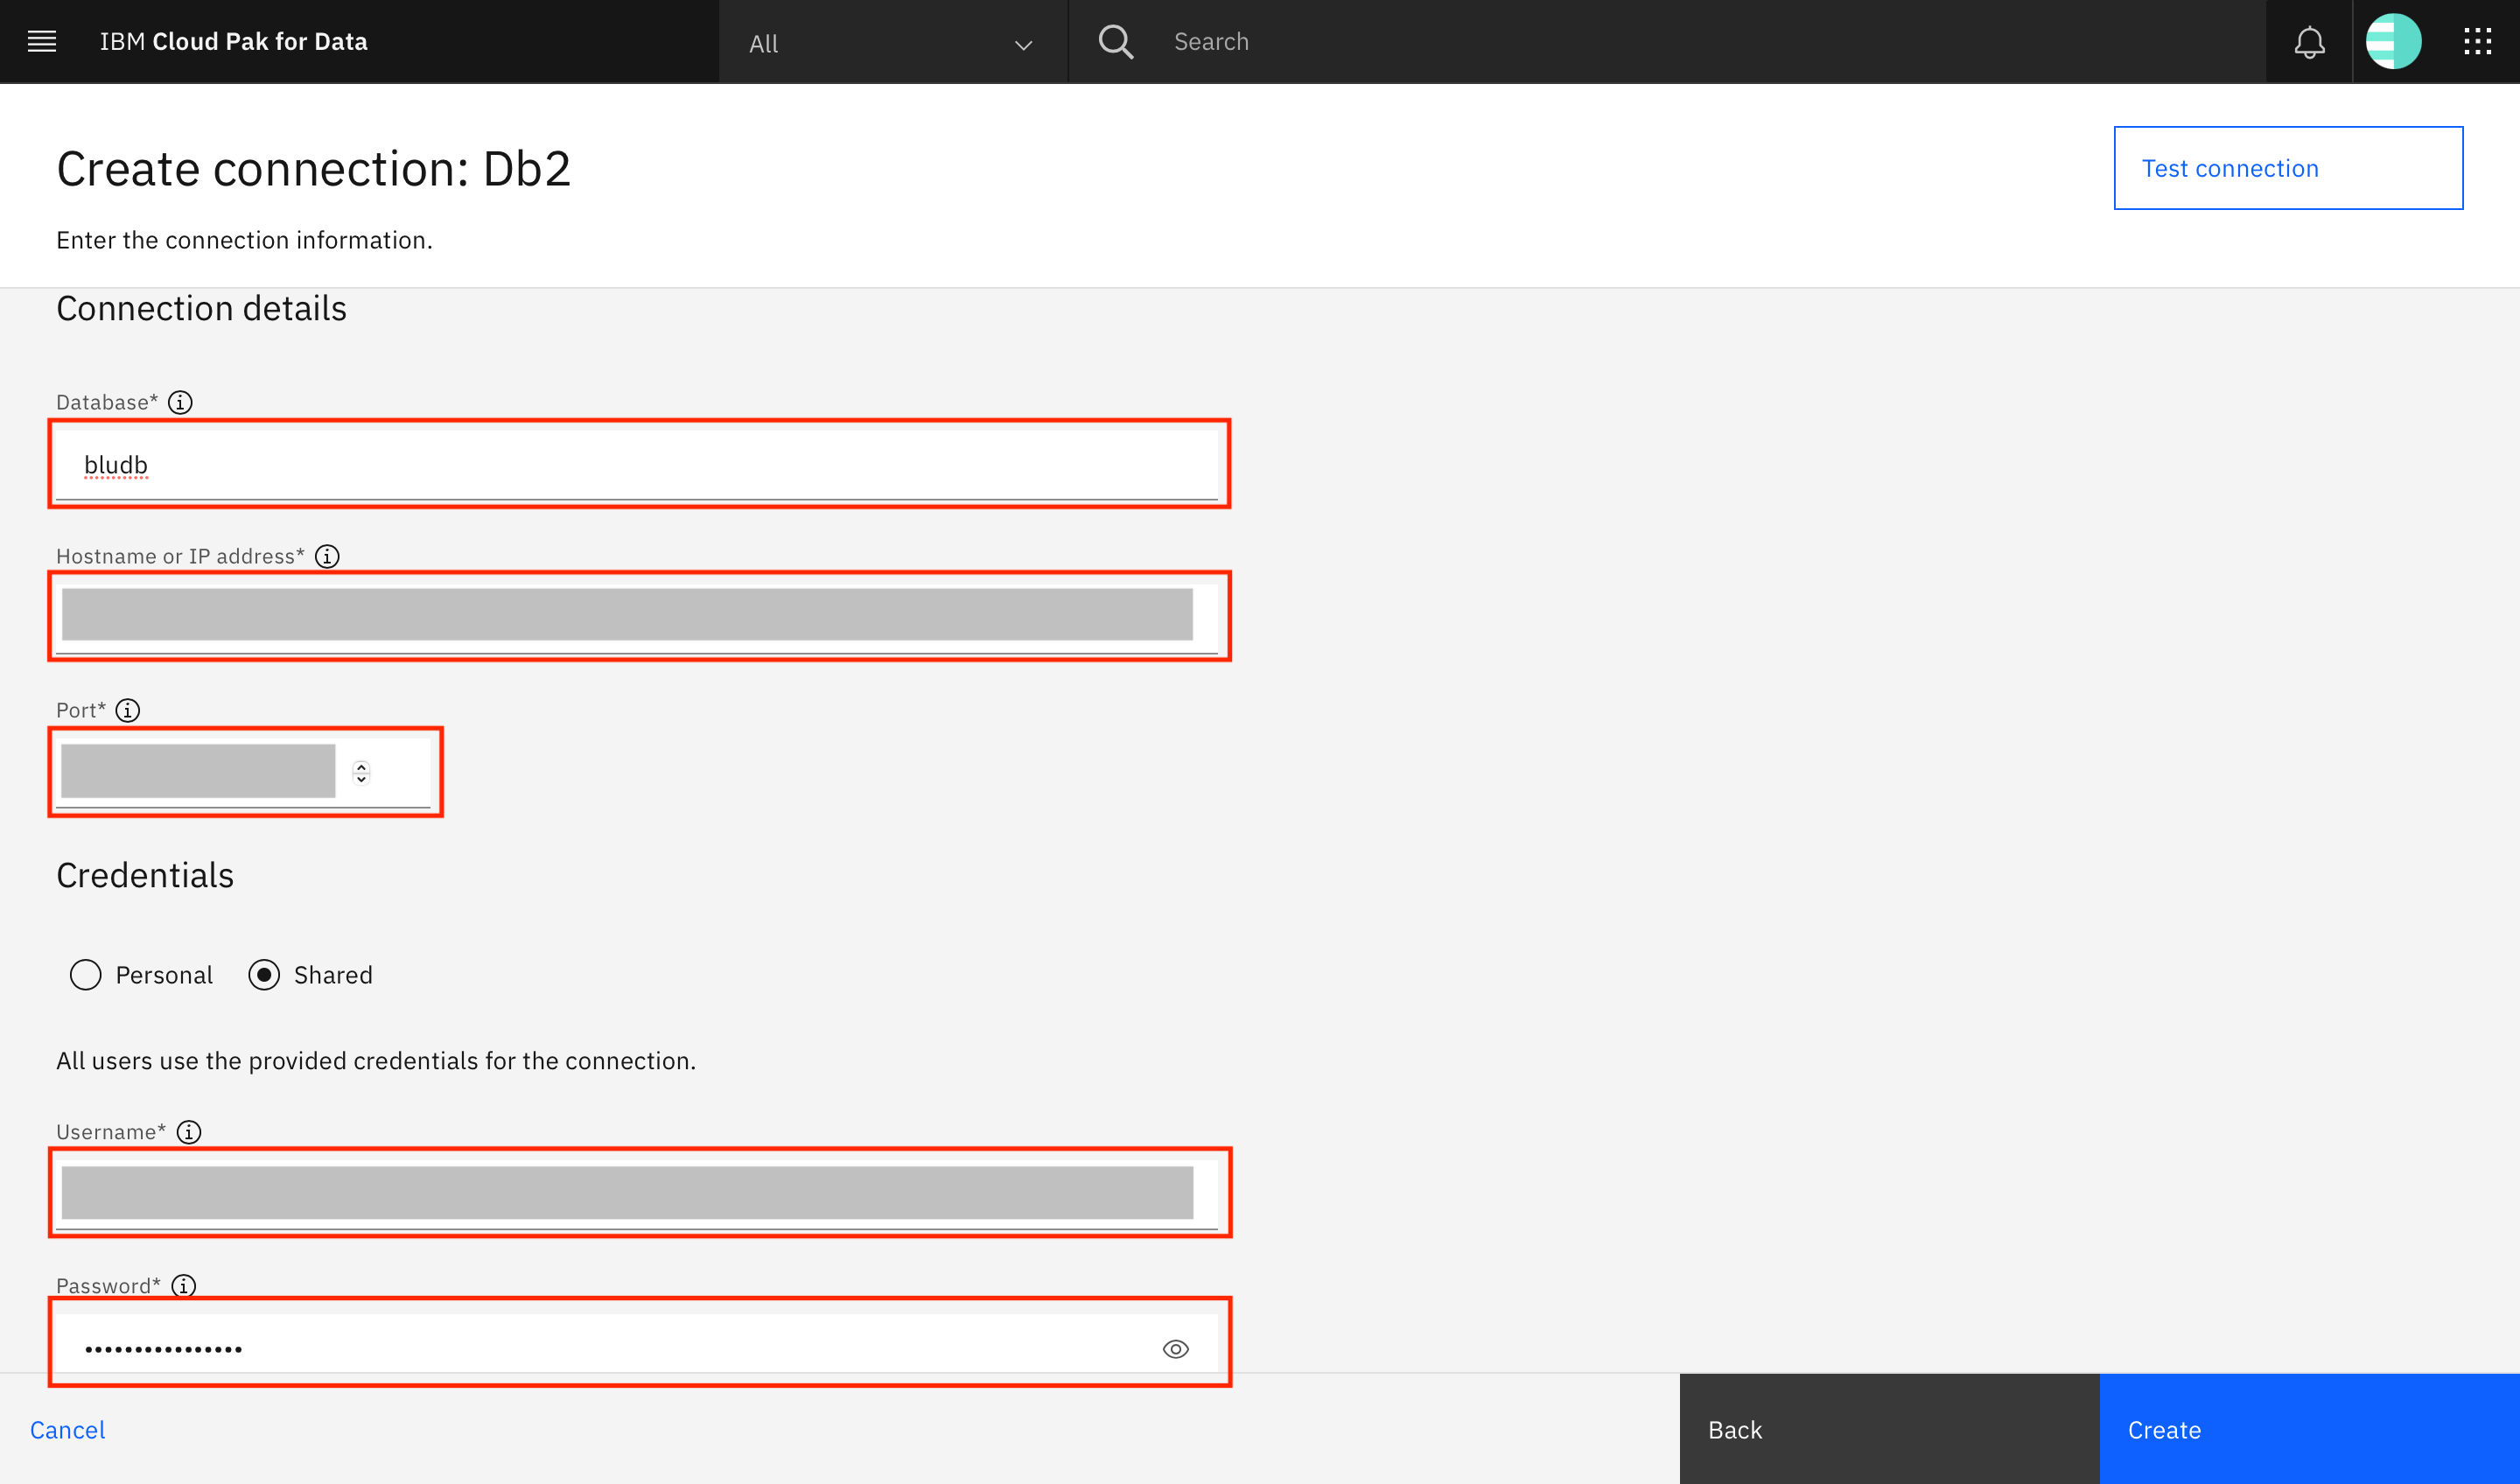 IBM Cloud Pak for Data
All
Search
Create connection: Db2
Test connection
Enter the connection information.
Connection details
Database*
bludb
Hostname or IP address*
Port*
Credentials
Personal
Shared
All users use the provided credentials for the connection.
Username*
Password*
••••••••••••••••
Cancel
Back
Create